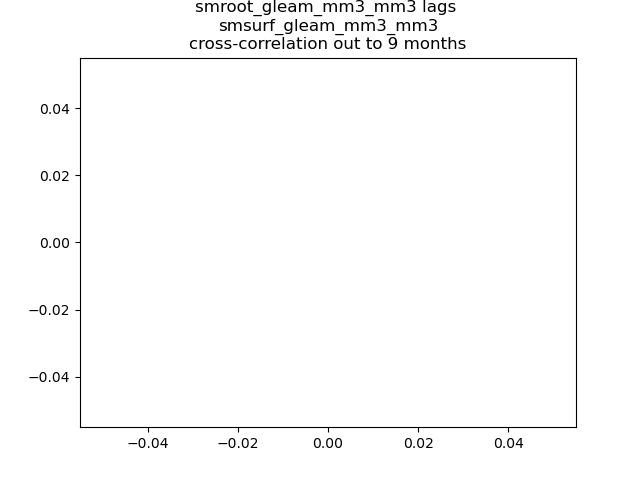 smroot_gleam_mm3_mm3 lags
smsurf_gleam_mm3_mm3
cross-correlation out to 9 months
0.04
0.02
0.00
−0.02
−0.04
−0.04 −0.02 0.00 0.02 0.04